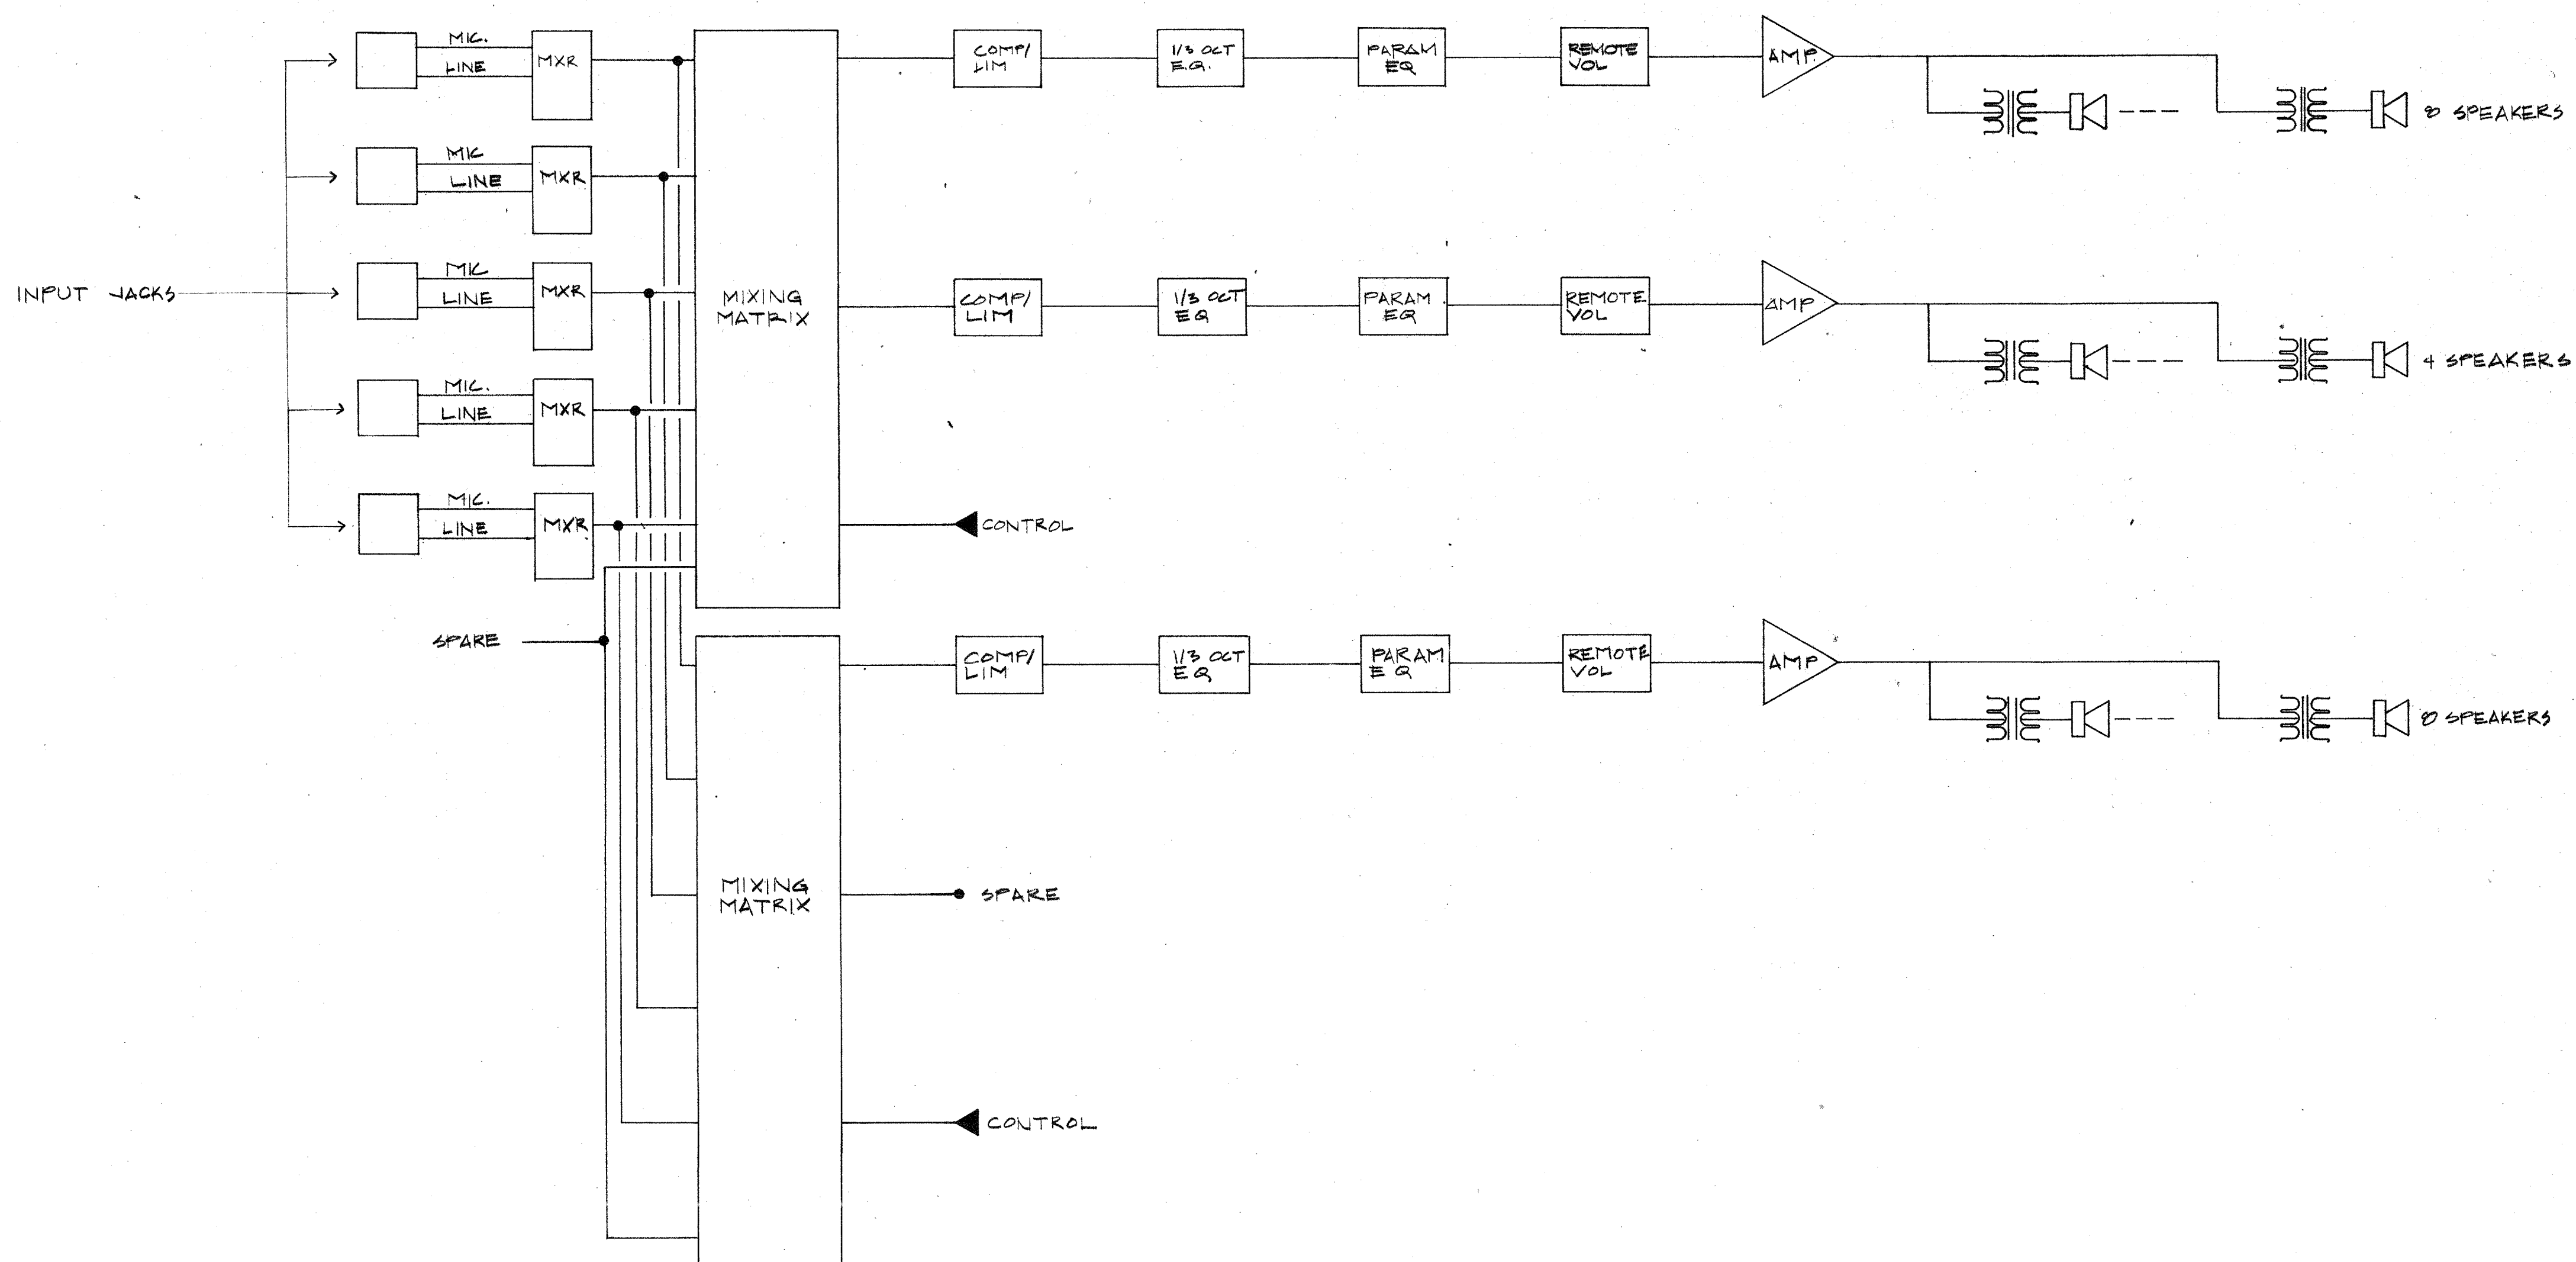 MIC.
LINE
MXR
COMP/
LIM
1/3 OCT
E.Q.
PARAM
EQ
REMOTE
VOL
AMP.
8 SPEAKERS
MIC
LINE
MXR
INPUT JACKS
MIC
LINE
MXR
MIXING
MATRIX
COMP/
LIM
1/3 OCT
EQ
PARAM
EQ
REMOTE
VOL
AMP
4 SPEAKERS
MIC.
LINE
MXR
MIC.
LINE
MXR
CONTROL
SPARE
COMP/
LIM
1/3 OCT
EQ
PARAM
EQ
REMOTE
VOL
AMP
8 SPEAKERS
MIXING
MATRIX
SPARE
CONTROL